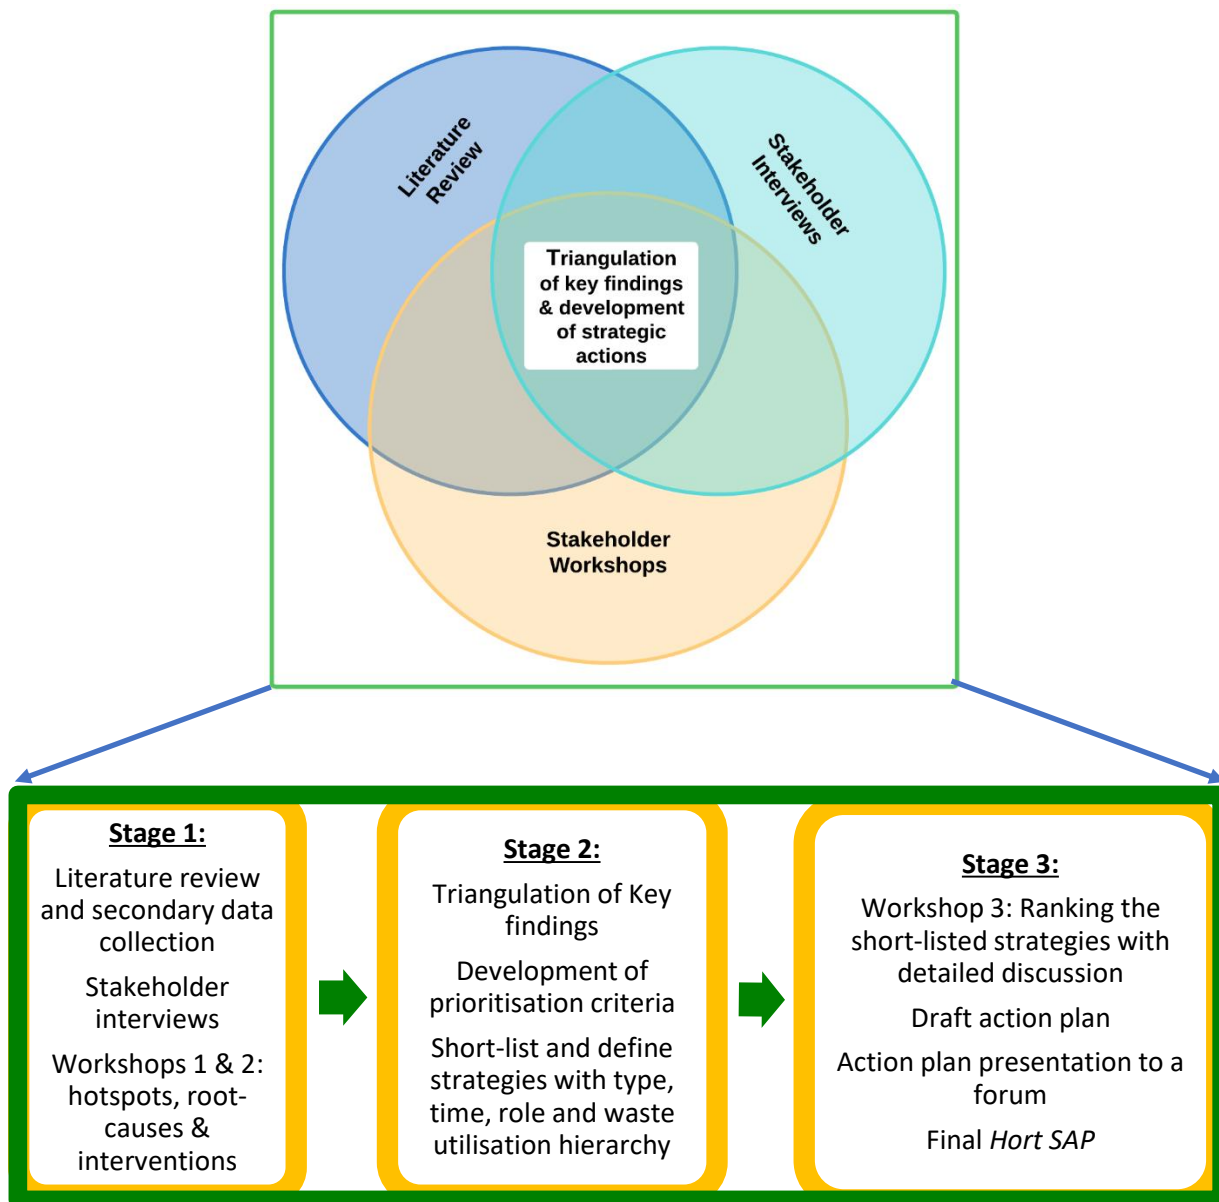 Literature
Review
Stakeholder
Interviews
Triangulation
of key findings
& development
of strategic
actions
Stakeholder
Workshops
Stage 1:
Literature review
and secondary data
collection
Stakeholder
interviews
Workshops 1 & 2:
hotspots, root-
causes &
interventions
Stage 2:
Triangulation of Key
findings
Development of
prioritisation criteria
Short-list and define
strategies with type,
time, role and waste
utilisation hierarchy
Stage 3:
Workshop 3: Ranking the
short-listed strategies with
detailed discussion
Draft action plan
Action plan presentation to a
forum
Final Hort SAP